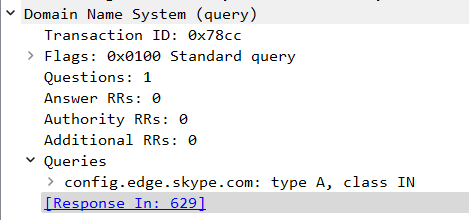 Domain Name System (query)
Transaction ID: 0x78cc
Flags: 0x0100 Standard query
Questions: 1
Answer RRs: 0
Authority RRs: 0
Additional RRs: 0
Queries
config.edge.skype.com: type A, class IN
[Response In: 629]